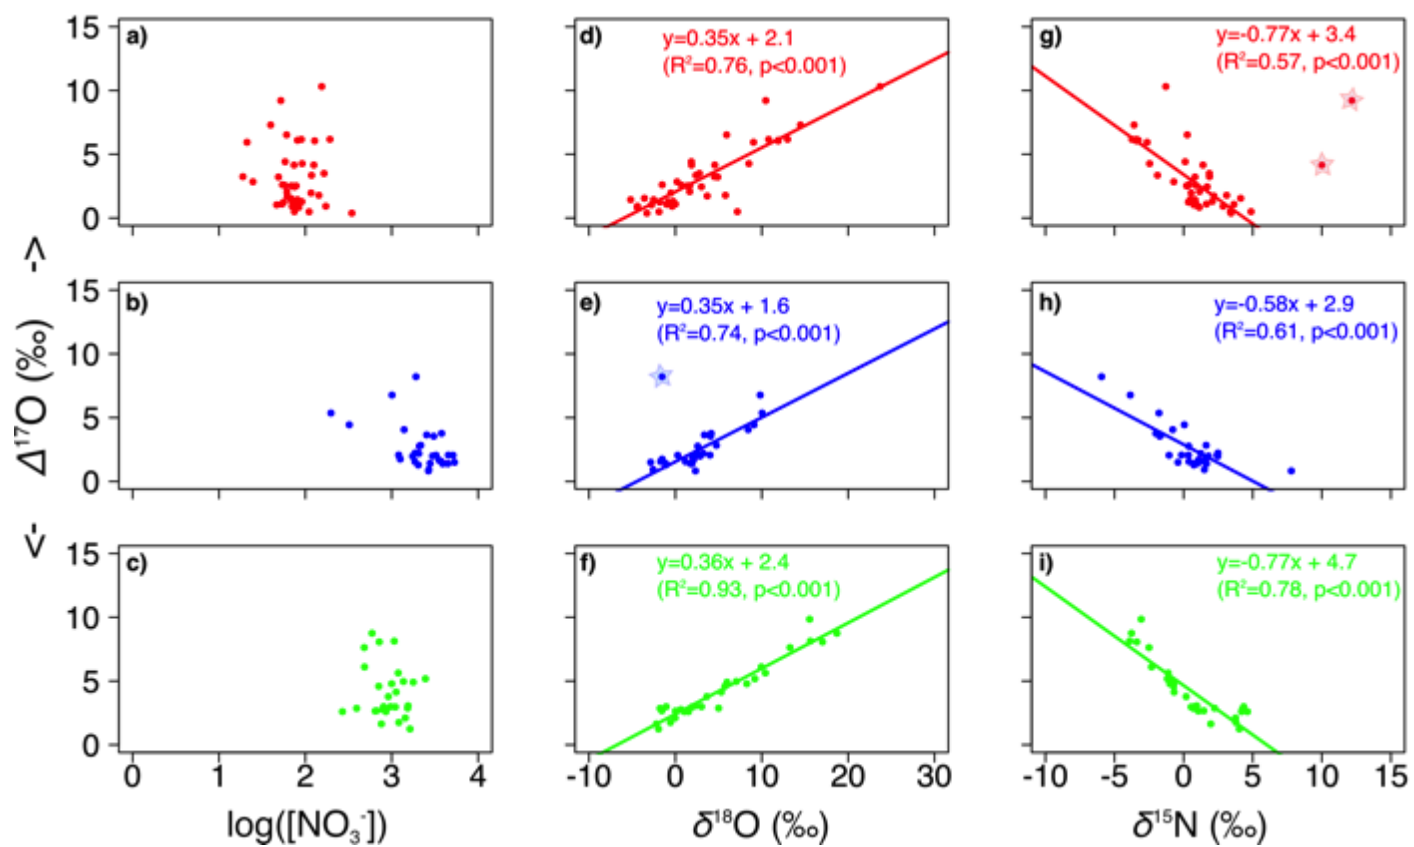 a)
15
10
5
0
d)
y=0.35x + 2.1
(R²=0.76, p<0.001)
g)
y=-0.77x + 3.4
(R²=0.57, p<0.001)
b)
15
10
5
0
e)
y=0.35x + 1.6
(R²=0.74, p<0.001)
h)
y=-0.58x + 2.9
(R²=0.61, p<0.001)
<- Δ¹⁷O (‰) ->
c)
15
10
5
0
f)
y=0.36x + 2.4
(R²=0.93, p<0.001)
i)
y=-0.77x + 4.7
(R²=0.78, p<0.001)
0 1 2 3 4
-10 0 10 20 30
-10 -5 0 5 10 15
log([NO₃⁻])
δ¹⁸O (‰)
δ¹⁵N (‰)